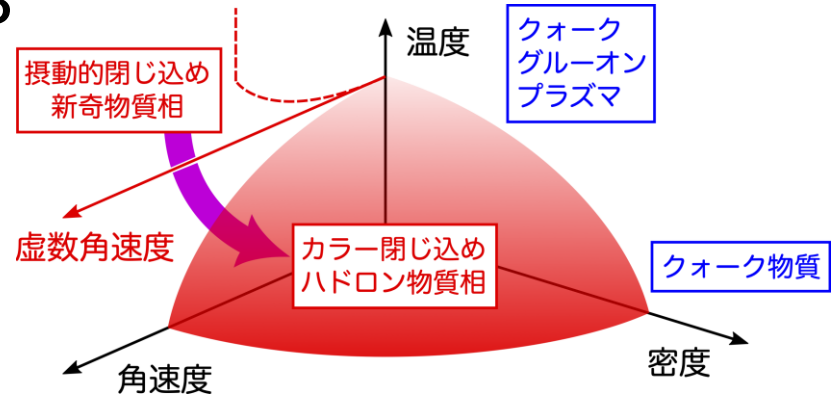 温度
クォーク
グルーオン
プラズマ
摂動的閉じ込め
新奇物質相
虚数角速度
カラー閉じ込め
ハドロン物質相
クォーク物質
密度
角速度